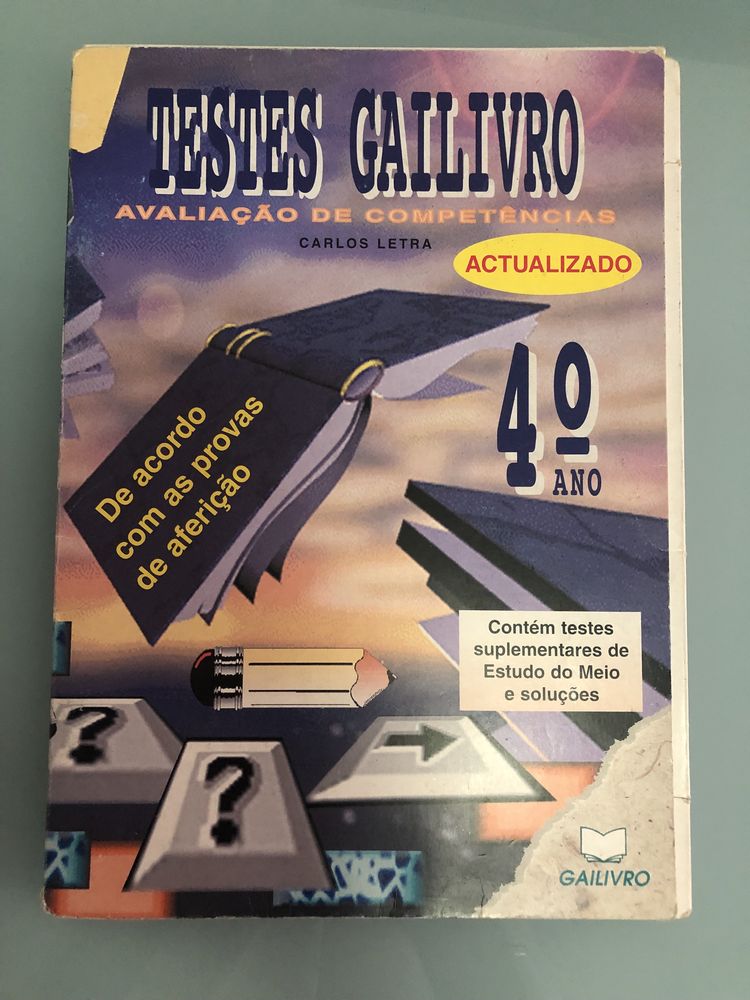 TESTES GAILIVRO
AVALIAÇÃO DE COMPETÊNCIAS
CARLOS LETRA
ACTUALIZADO
4º
ANO
De acordo
com as provas
de aferição
Contém testes
suplementares de
Estudo do Meio
e soluções
?
?
GAILIVRO